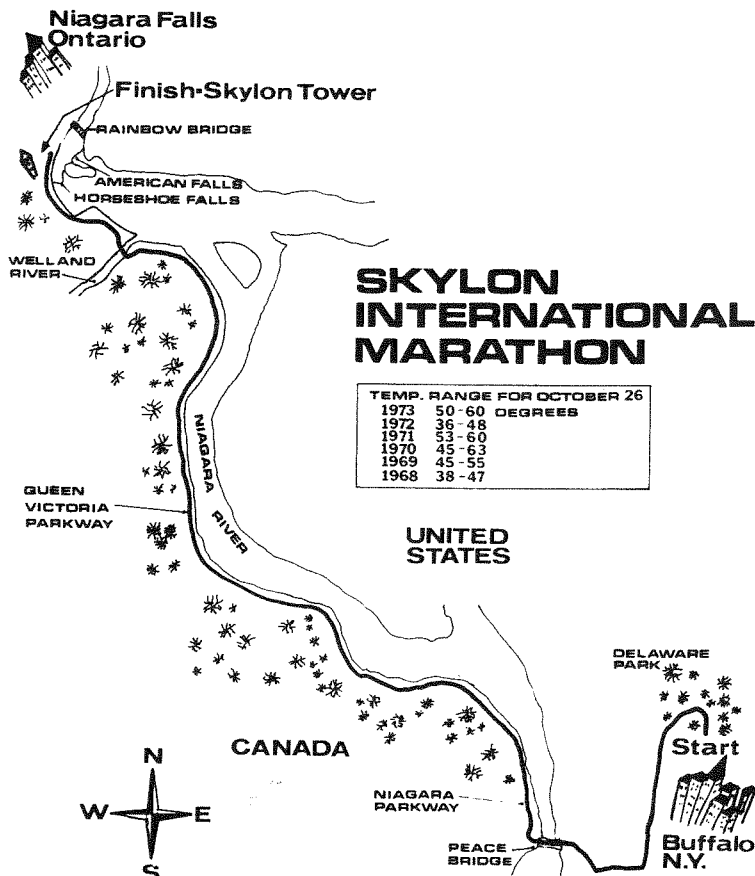 Niagara Falls
Ontario
Finish-Skylon Tower
RAINBOW BRIDGE
AMERICAN FALLS
HORSESHOE FALLS
WELLAND
RIVER
SKYLON
INTERNATIONAL
MARATHON
TEMP. RANGE FOR OCTOBER 26
1973 50-60 DEGREES
1972 36-48
1971 53-60
1970 45-63
1969 45-55
1968 38-47
NIAGARA
RIVER
QUEEN
VICTORIA
PARKWAY
UNITED
STATES
DELAWARE
PARK
Start
CANADA
NIAGARA
PARKWAY
PEACE
BRIDGE
Buffalo
N.Y.
N
W E
S